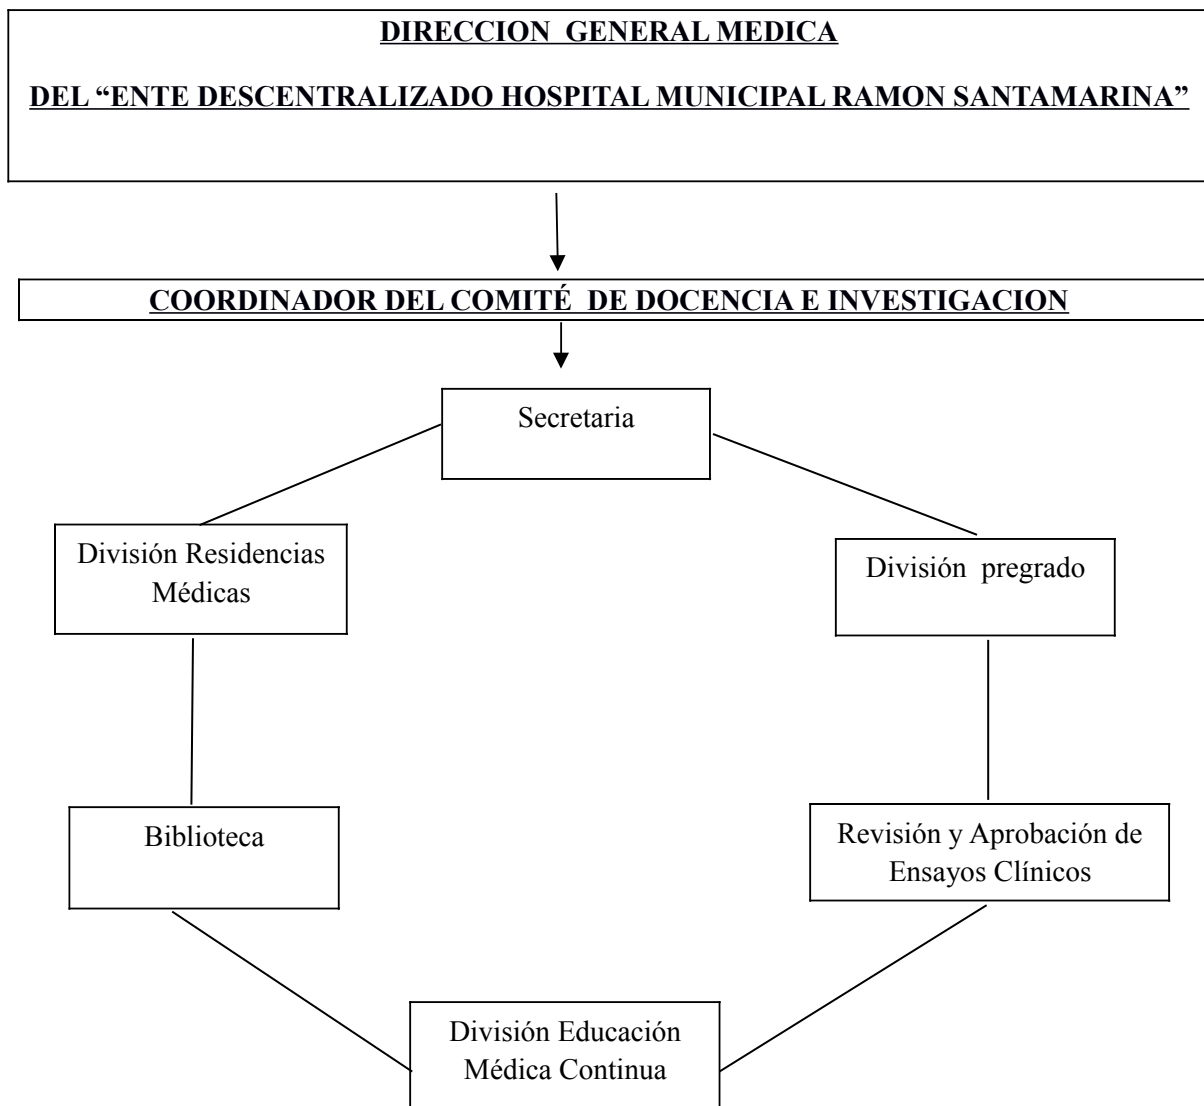 DIRECCION GENERAL MEDICA
DEL “ENTE DESCENTRALIZADO HOSPITAL MUNICIPAL RAMON SANTAMARINA”
COORDINADOR DEL COMITÉ DE DOCENCIA E INVESTIGACION
Secretaria
División Residencias
Médicas
División pregrado
Biblioteca
Revisión y Aprobación de
Ensayos Clínicos
División Educación
Médica Continua